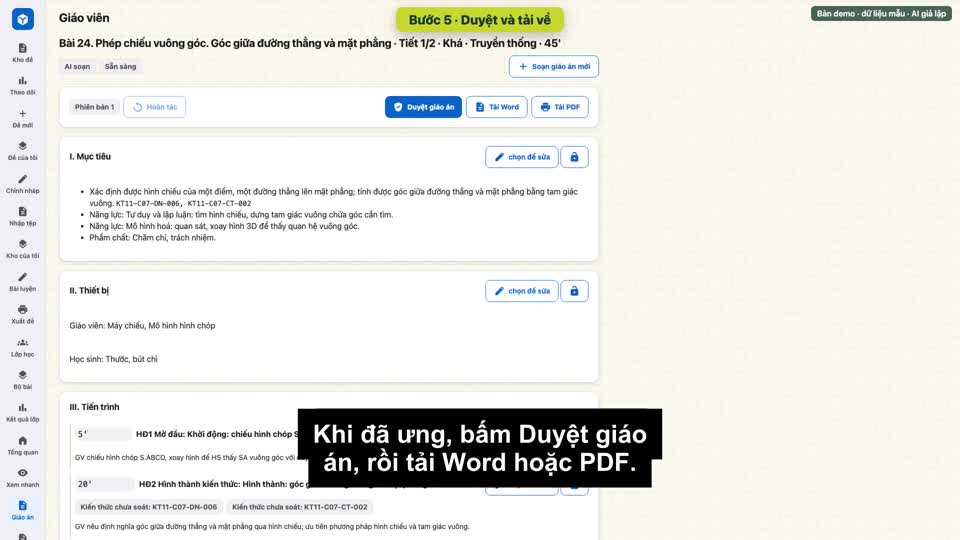 Giáo viên
Bước 5 · Duyệt và tải về
Bản demo · dữ liệu mẫu · AI giả lập
Bài 24. Phép chiếu vuông góc. Góc giữa đường thẳng và mặt phẳng · Tiết 1/2 · Khá · Truyền thống · 45'
AI soạn
Sẵn sàng
Soạn giáo án mới
Phiên bản 1
Hoàn tác
Duyệt giáo án
Tải Word
Tải PDF
I. Mục tiêu
chọn để sửa
Xác định được hình chiếu của một điểm, một đường thẳng lên mặt phẳng; tính được góc giữa đường thẳng và mặt phẳng bằng tam giác
vuông. KT11-C07-DN-006, KT11-C07-CT-002
Năng lực: Tư duy và lập luận: tìm hình chiếu, dựng tam giác vuông chứa góc cần tìm.
Năng lực: Mô hình hoá: quan sát, xoay hình 3D để thấy quan hệ vuông góc.
Phẩm chất: Chăm chỉ, trách nhiệm.
II. Thiết bị
chọn để sửa
Giáo viên: Máy chiếu, Mô hình hình chóp
Học sinh: Thước, bút chì
III. Tiến trình
5'
HĐ1 Mở đầu: Khởi động: chiếu hình chóp
GV chiếu hình chóp S.ABCD, xoay hình để HS thấy SA vuông góc với
20'
HĐ2 Hình thành kiến thức: Hình thành: góc
Kiến thức chưa soát: KT11-C07-DN-006
Kiến thức chưa soát: KT11-C07-CT-002
GV nêu định nghĩa góc giữa đường thẳng và mặt phẳng qua hình chiếu; ưu tiên phương pháp hình chiếu và tam giác vuông.
Khi đã ưng, bấm Duyệt giáo
án, rồi tải Word hoặc PDF.
Kho đề
Theo dõi
Đề mới
Đề của tôi
Chỉnh nháp
Nhập tệp
Kho của tôi
Bài luyện
Xuất đề
Lớp học
Bộ bài
Kết quả lớp
Tổng quan
Xem nhanh
Giáo án